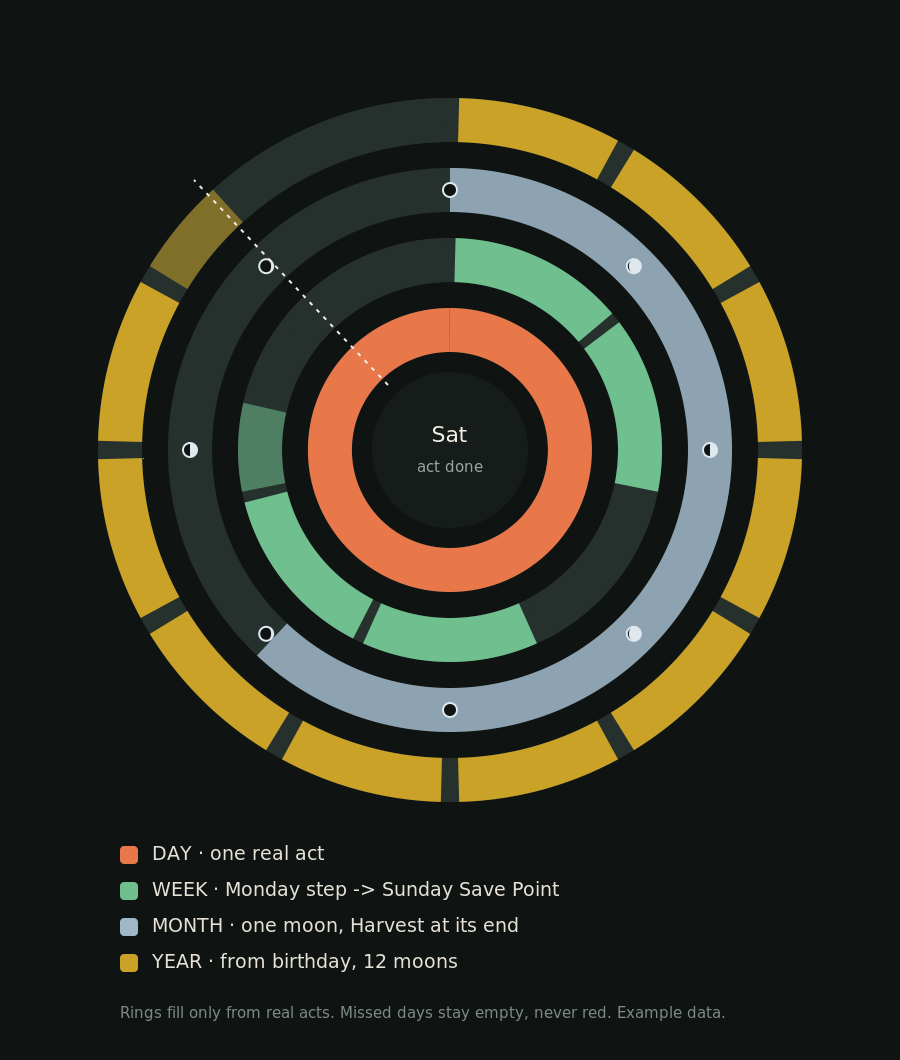 Sat
act done
DAY · one real act
WEEK · Monday step -> Sunday Save Point
MONTH · one moon, Harvest at its end
YEAR · from birthday, 12 moons
Rings fill only from real acts. Missed days stay empty, never red. Example data.